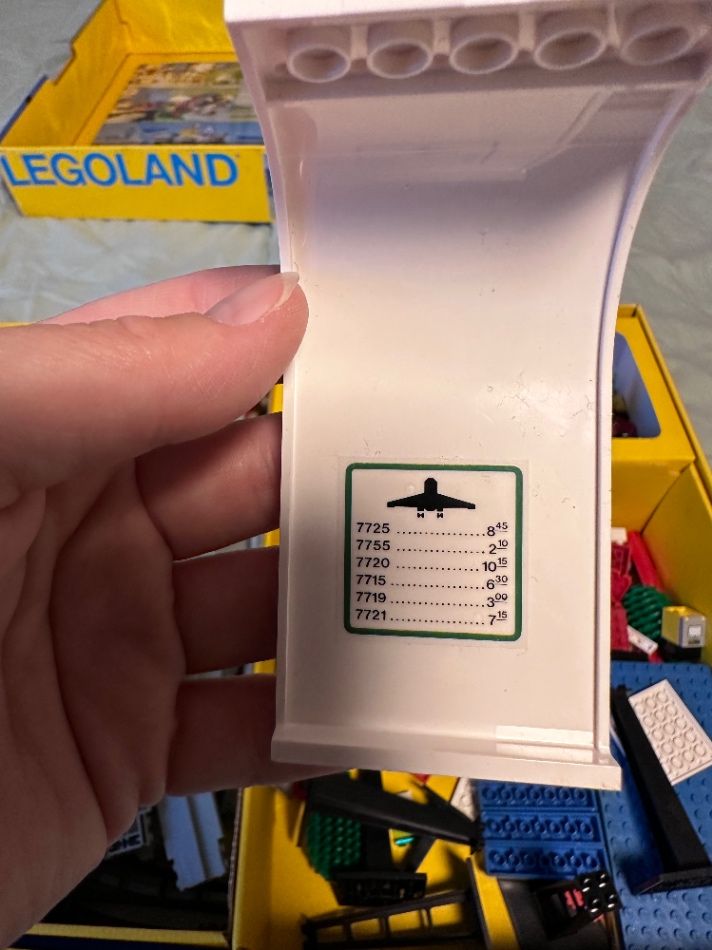 LEGOLAND
7725 ................ 8⁴⁵
7755 ................ 2¹⁰
7720 ................ 10¹⁵
7715 ................ 6³⁰
7719 ................ 3⁰⁰
7721 ................ 7¹⁵